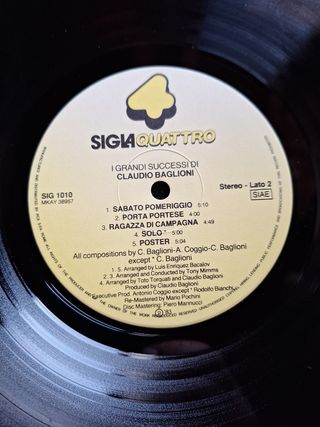 4
SIGLAQUATTRO
I GRANDI SUCCESSI DI
CLAUDIO BAGLIONI
SIG 1010
MKAY 38957
Stereo - Lato 2
SIAE
1. SABATO POMERIGGIO 5:10
2. PORTA PORTESE 4:00
3. RAGAZZA DI CAMPAGNA 4:49
4. SOLO* 5:00
5. POSTER 5:04
All compositions by C. Baglioni-A. Coggio-C. Baglioni
except * C. Baglioni
1. 5. Arranged by Luis Enriquez Bacalov
2. 3. Arranged and Conducted by Tony Mimms
4. Arranged by Toto Torquati and Claudio Baglioni
Produced by Claudio Baglioni
Executive Prod. Antonio Coggio except * Rodolfo Bianchi
Re-Mastered by Mario Pochini
Disc Mastering: Piero Mannucci